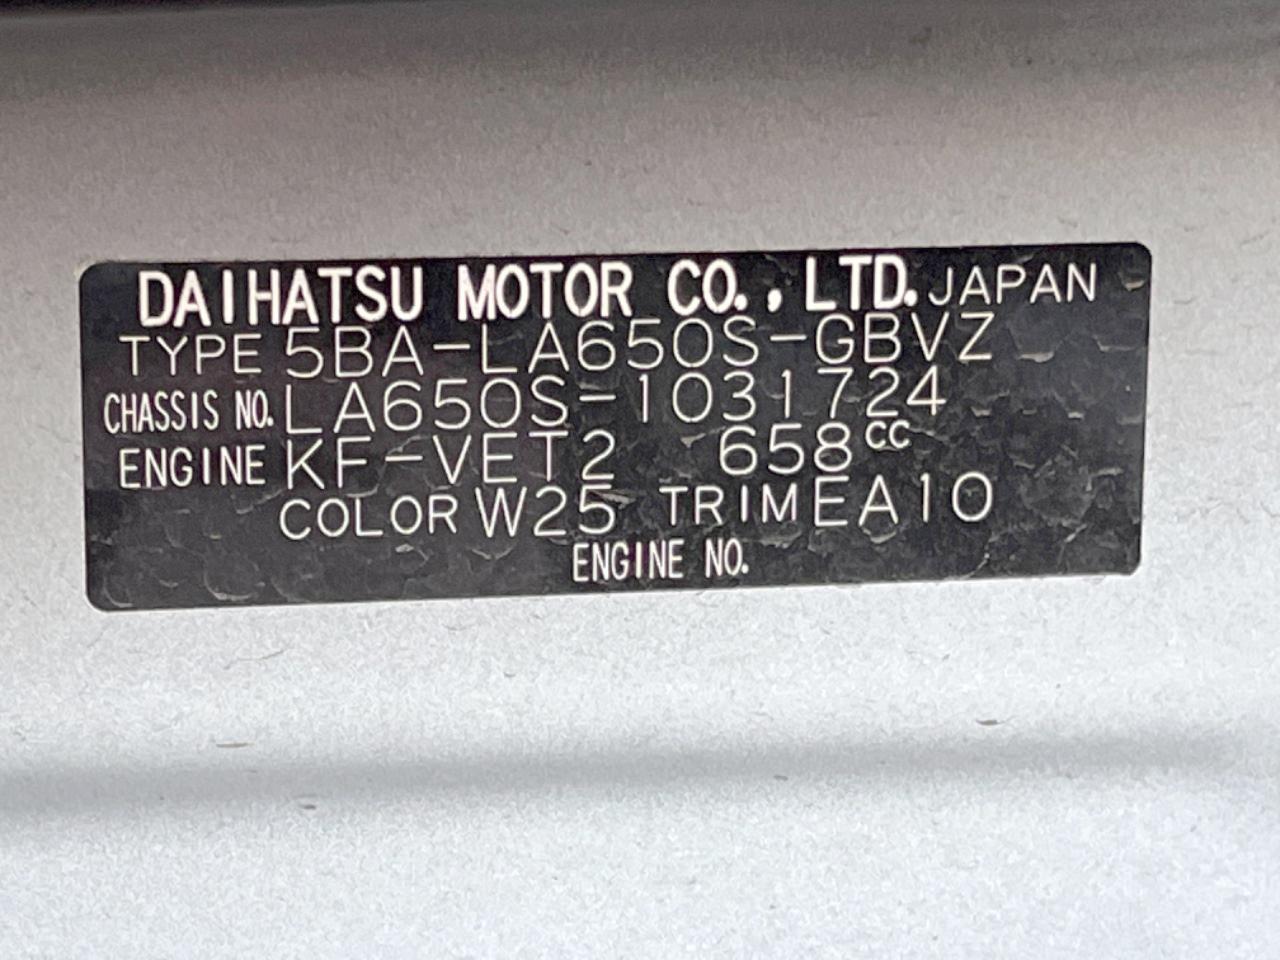 DAIHATSU MOTOR CO., LTD. JAPAN
TYPE 5BA-LA650S-GBVZ
CHASSIS NO. LA650S-1031724
ENGINE KF-VET2 658cc
COLOR W25 TRIM EA10
ENGINE NO.